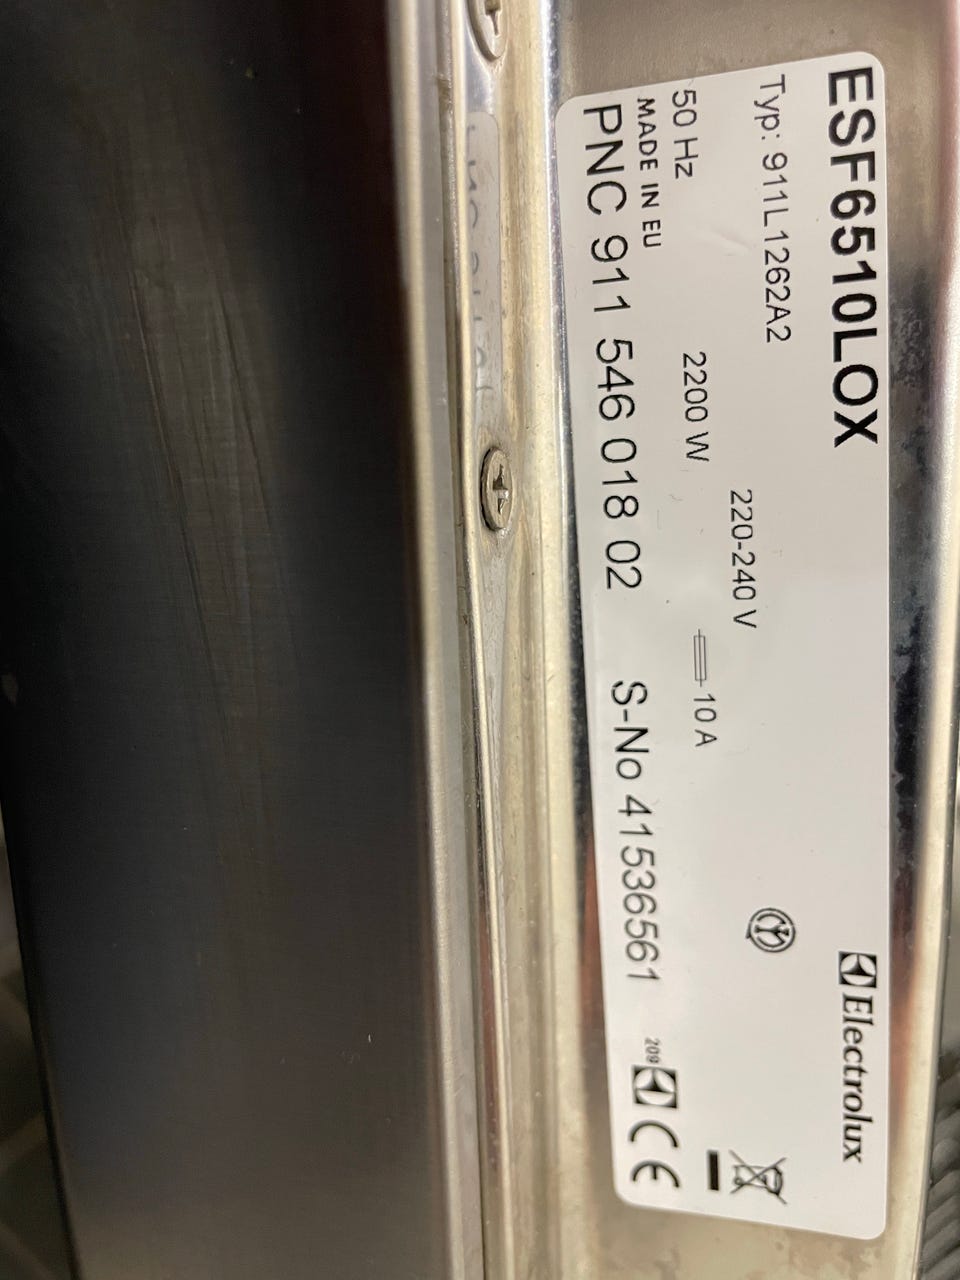 ESF6510LOX
Electrolux
Typ: 911L1262A2
220-240 V
50 Hz
2200 W
10 A
MADE IN EU
PNC 911 546 018 02
S-No 41536561
209
CE